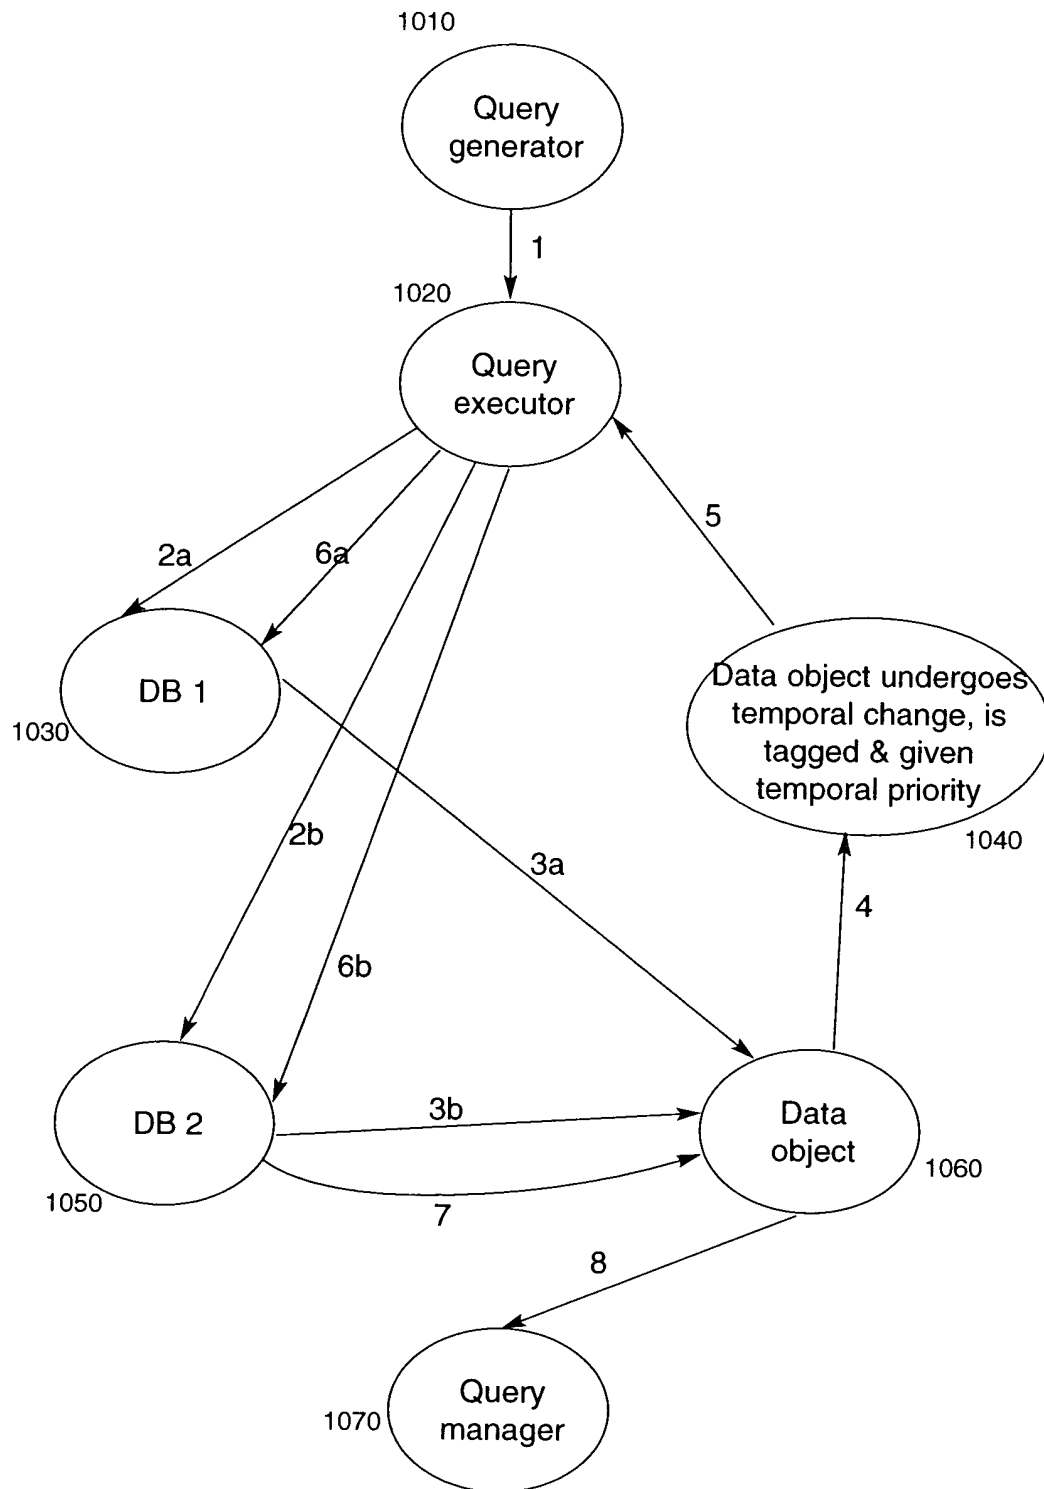 1010
Query
generator
1
1020
Query
executor
5
2a
6a
DB 1
1030
Data object undergoes
temporal change, is
tagged & given
temporal priority
1040
2b
3a
4
6b
3b
DB 2
1050
Data
object
1060
7
8
Query
manager
1070